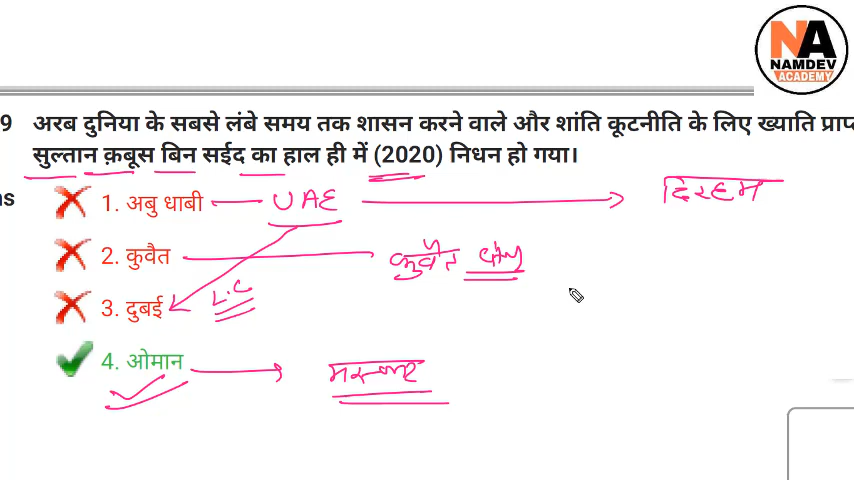 NA
NAMDEV
ACADEMY
9 अरब दुनिया के सबसे लंबे समय तक शासन करने वाले और शांति कूटनीति के लिए ख्याति प्राप्
सुल्तान क़बूस बिन सईद का हाल ही में (2020) निधन हो गया।
ns
1. अबु धाबी UAE दिरहम
2. कुवैत कुवैत
3. दुबई L.C
4. ओमान मस्कट